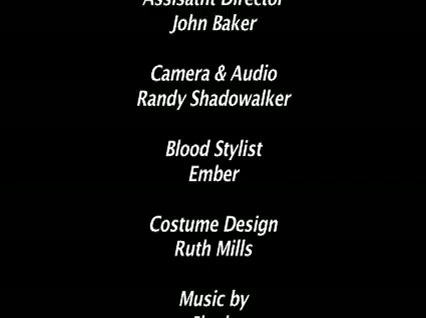 Assisatnt Director
John Baker
Camera & Audio
Randy Shadowalker
Blood Stylist
Ember
Costume Design
Ruth Mills
Music by